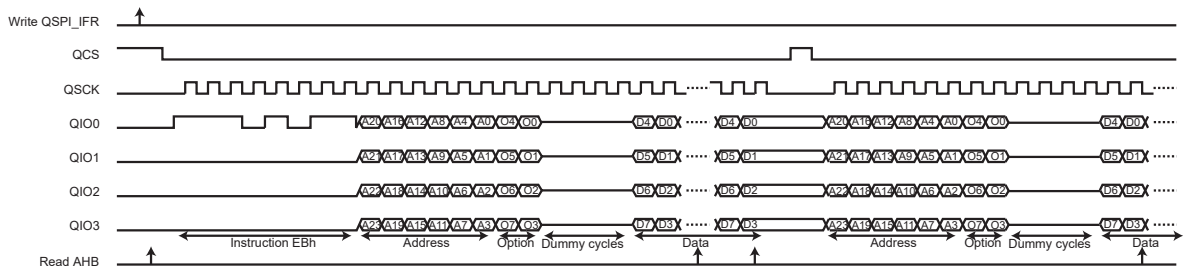 Write QSPI_IFR
QCS
QSCK
QIO0 A20 A16 A12 A8 A4 A0 O4 O0 D4 D0 D4 D0 A20 A16 A12 A8 A4 A0 O4 O0 D4 D0
QIO1 A21 A17 A13 A9 A5 A1 O5 O1 D5 D1 D5 D1 A21 A17 A13 A9 A5 A1 O5 O1 D5 D1
QIO2 A22 A18 A14 A10 A6 A2 O6 O2 D6 D2 D6 D2 A22 A18 A14 A10 A6 A2 O6 O2 D6 D2
QIO3 A23 A19 A15 A11 A7 A3 O7 O3 D7 D3 D7 D3 A23 A19 A15 A11 A7 A3 O7 O3 D7 D3
Instruction EBh Address Option Dummy cycles Data Address Option Dummy cycles Data
Read AHB